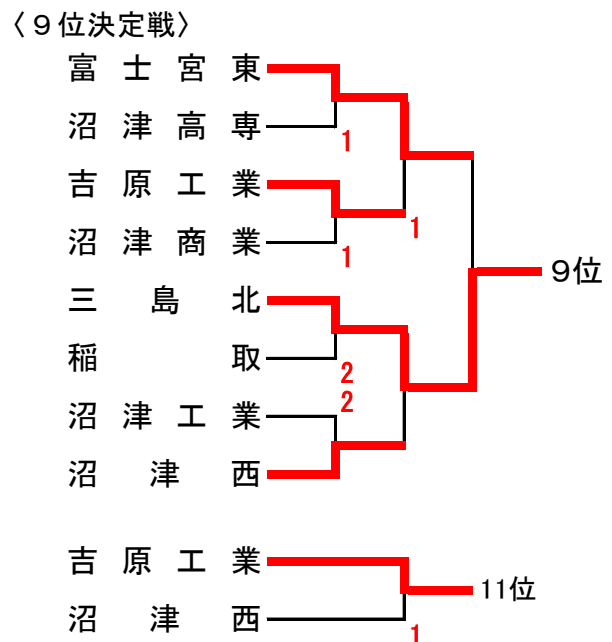 〈９位決定戦〉
富士宮東
沼津高専
1
吉原工業
1
沼津商業
1
9位
三島北
稲取
2
2
沼津工業
沼津西
吉原工業
11位
沼津西
1